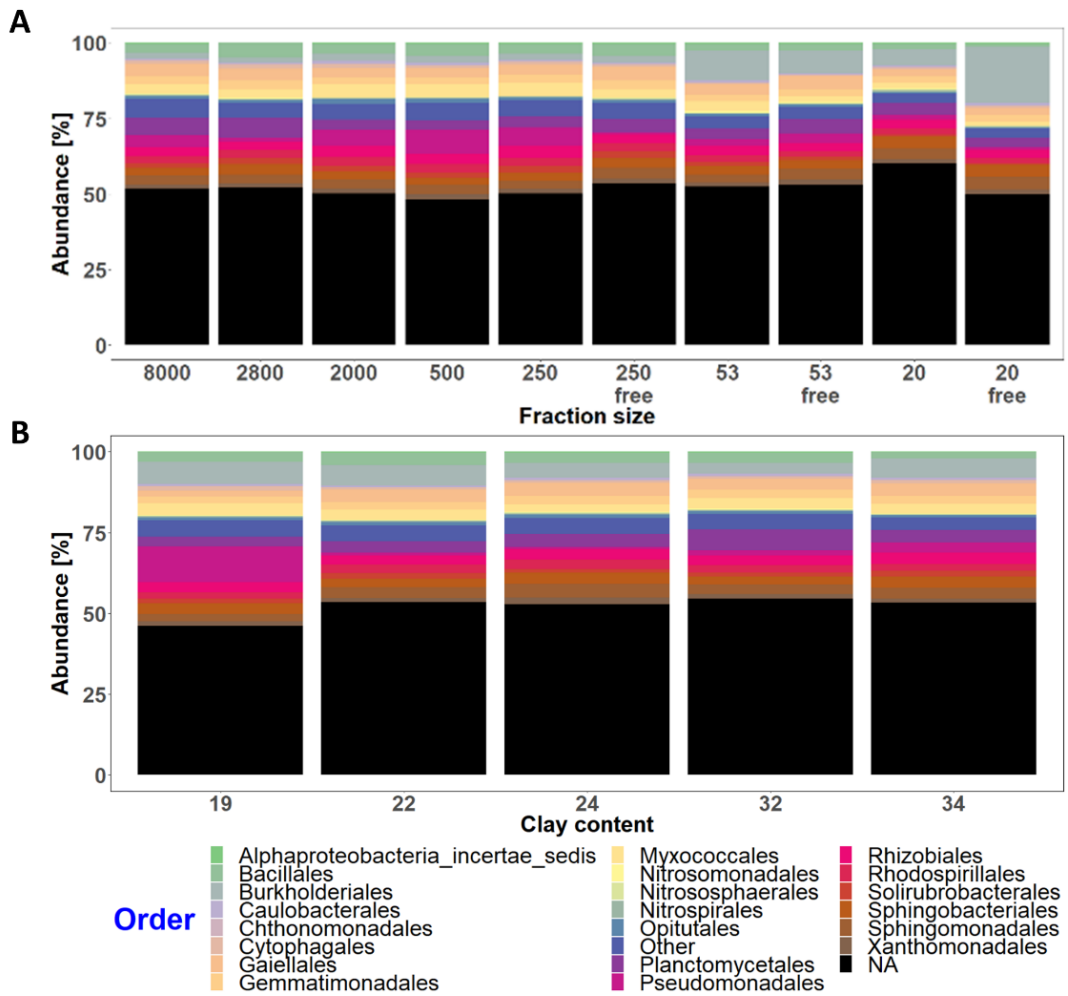 A
100
75
50
25
0
Abundance [%]
8000 2800 2000 500 250 250 free 53 53 free 20 20 free
Fraction size
B
100
75
50
25
0
Abundance [%]
19 22 24 32 34
Clay content
Order
Alphaproteobacteria_incertae_sedis
Bacillales
Burkholderiales
Caulobacterales
Chthonomonadales
Cytophagales
Gaiellales
Gemmatimonadales
Myxococcales
Nitrosomonadales
Nitrososphaerales
Nitrospirales
Opitutales
Other
Planctomycetales
Pseudomonadales
Rhizobiales
Rhodospirillales
Solirubrobacterales
Sphingobacteriales
Sphingomonadales
Xanthomonadales
NA